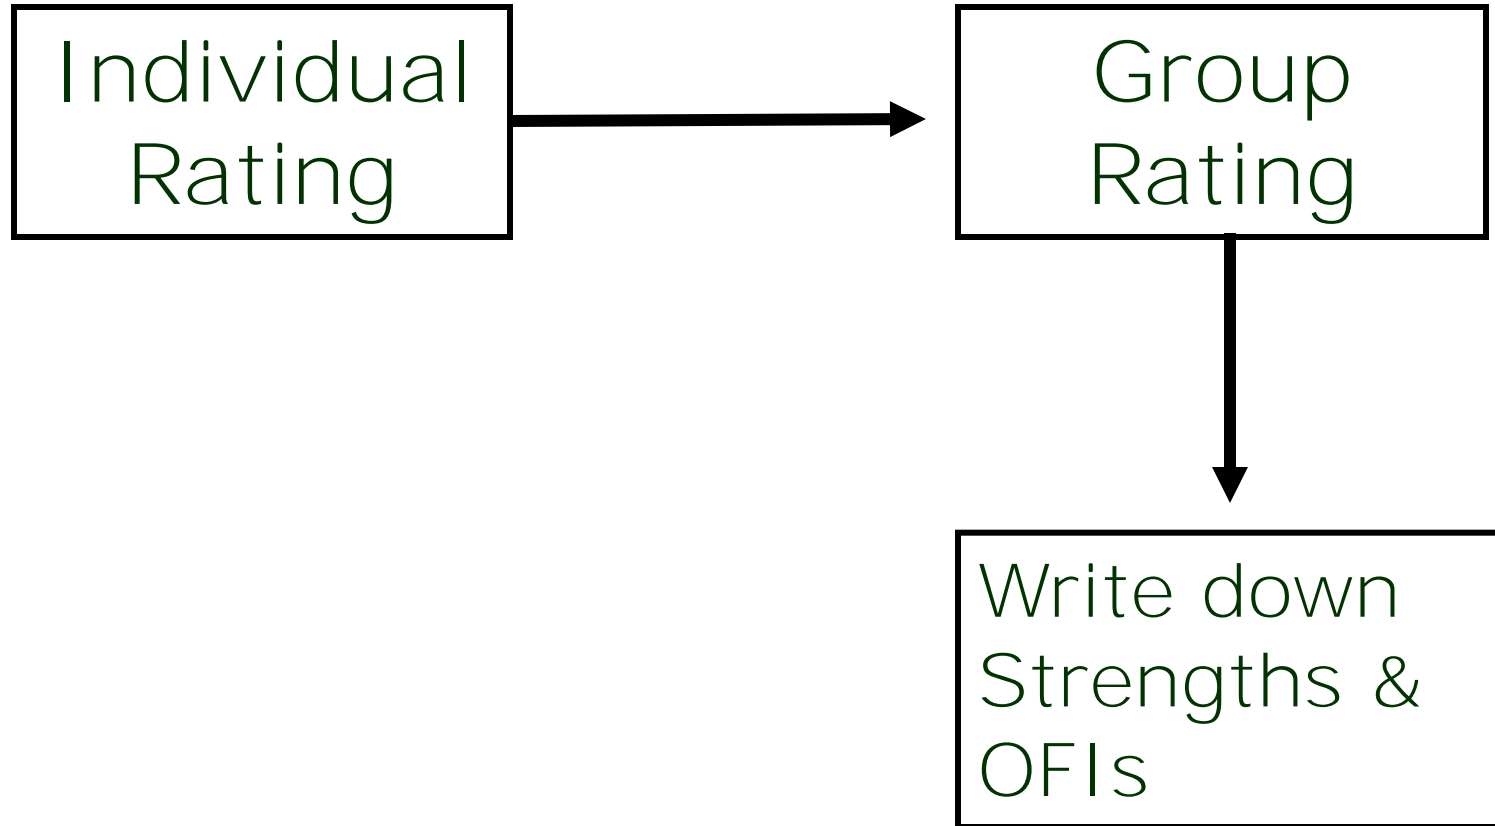 Individual
Rating
Group
Rating
Write down
Strengths &
OFIs